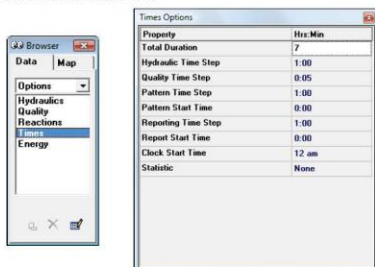 Browser
Data Map
Options
Hydraulics
Quality
Reactions
Times
Energy
Times Options
Property Hrs:Min
Total Duration 7
Hydraulic Time Step 1:00
Quality Time Step 0:05
Pattern Time Step 1:00
Pattern Start Time 0:00
Reporting Time Step 1:00
Report Start Time 0:00
Clock Start Time 12 am
Statistic None